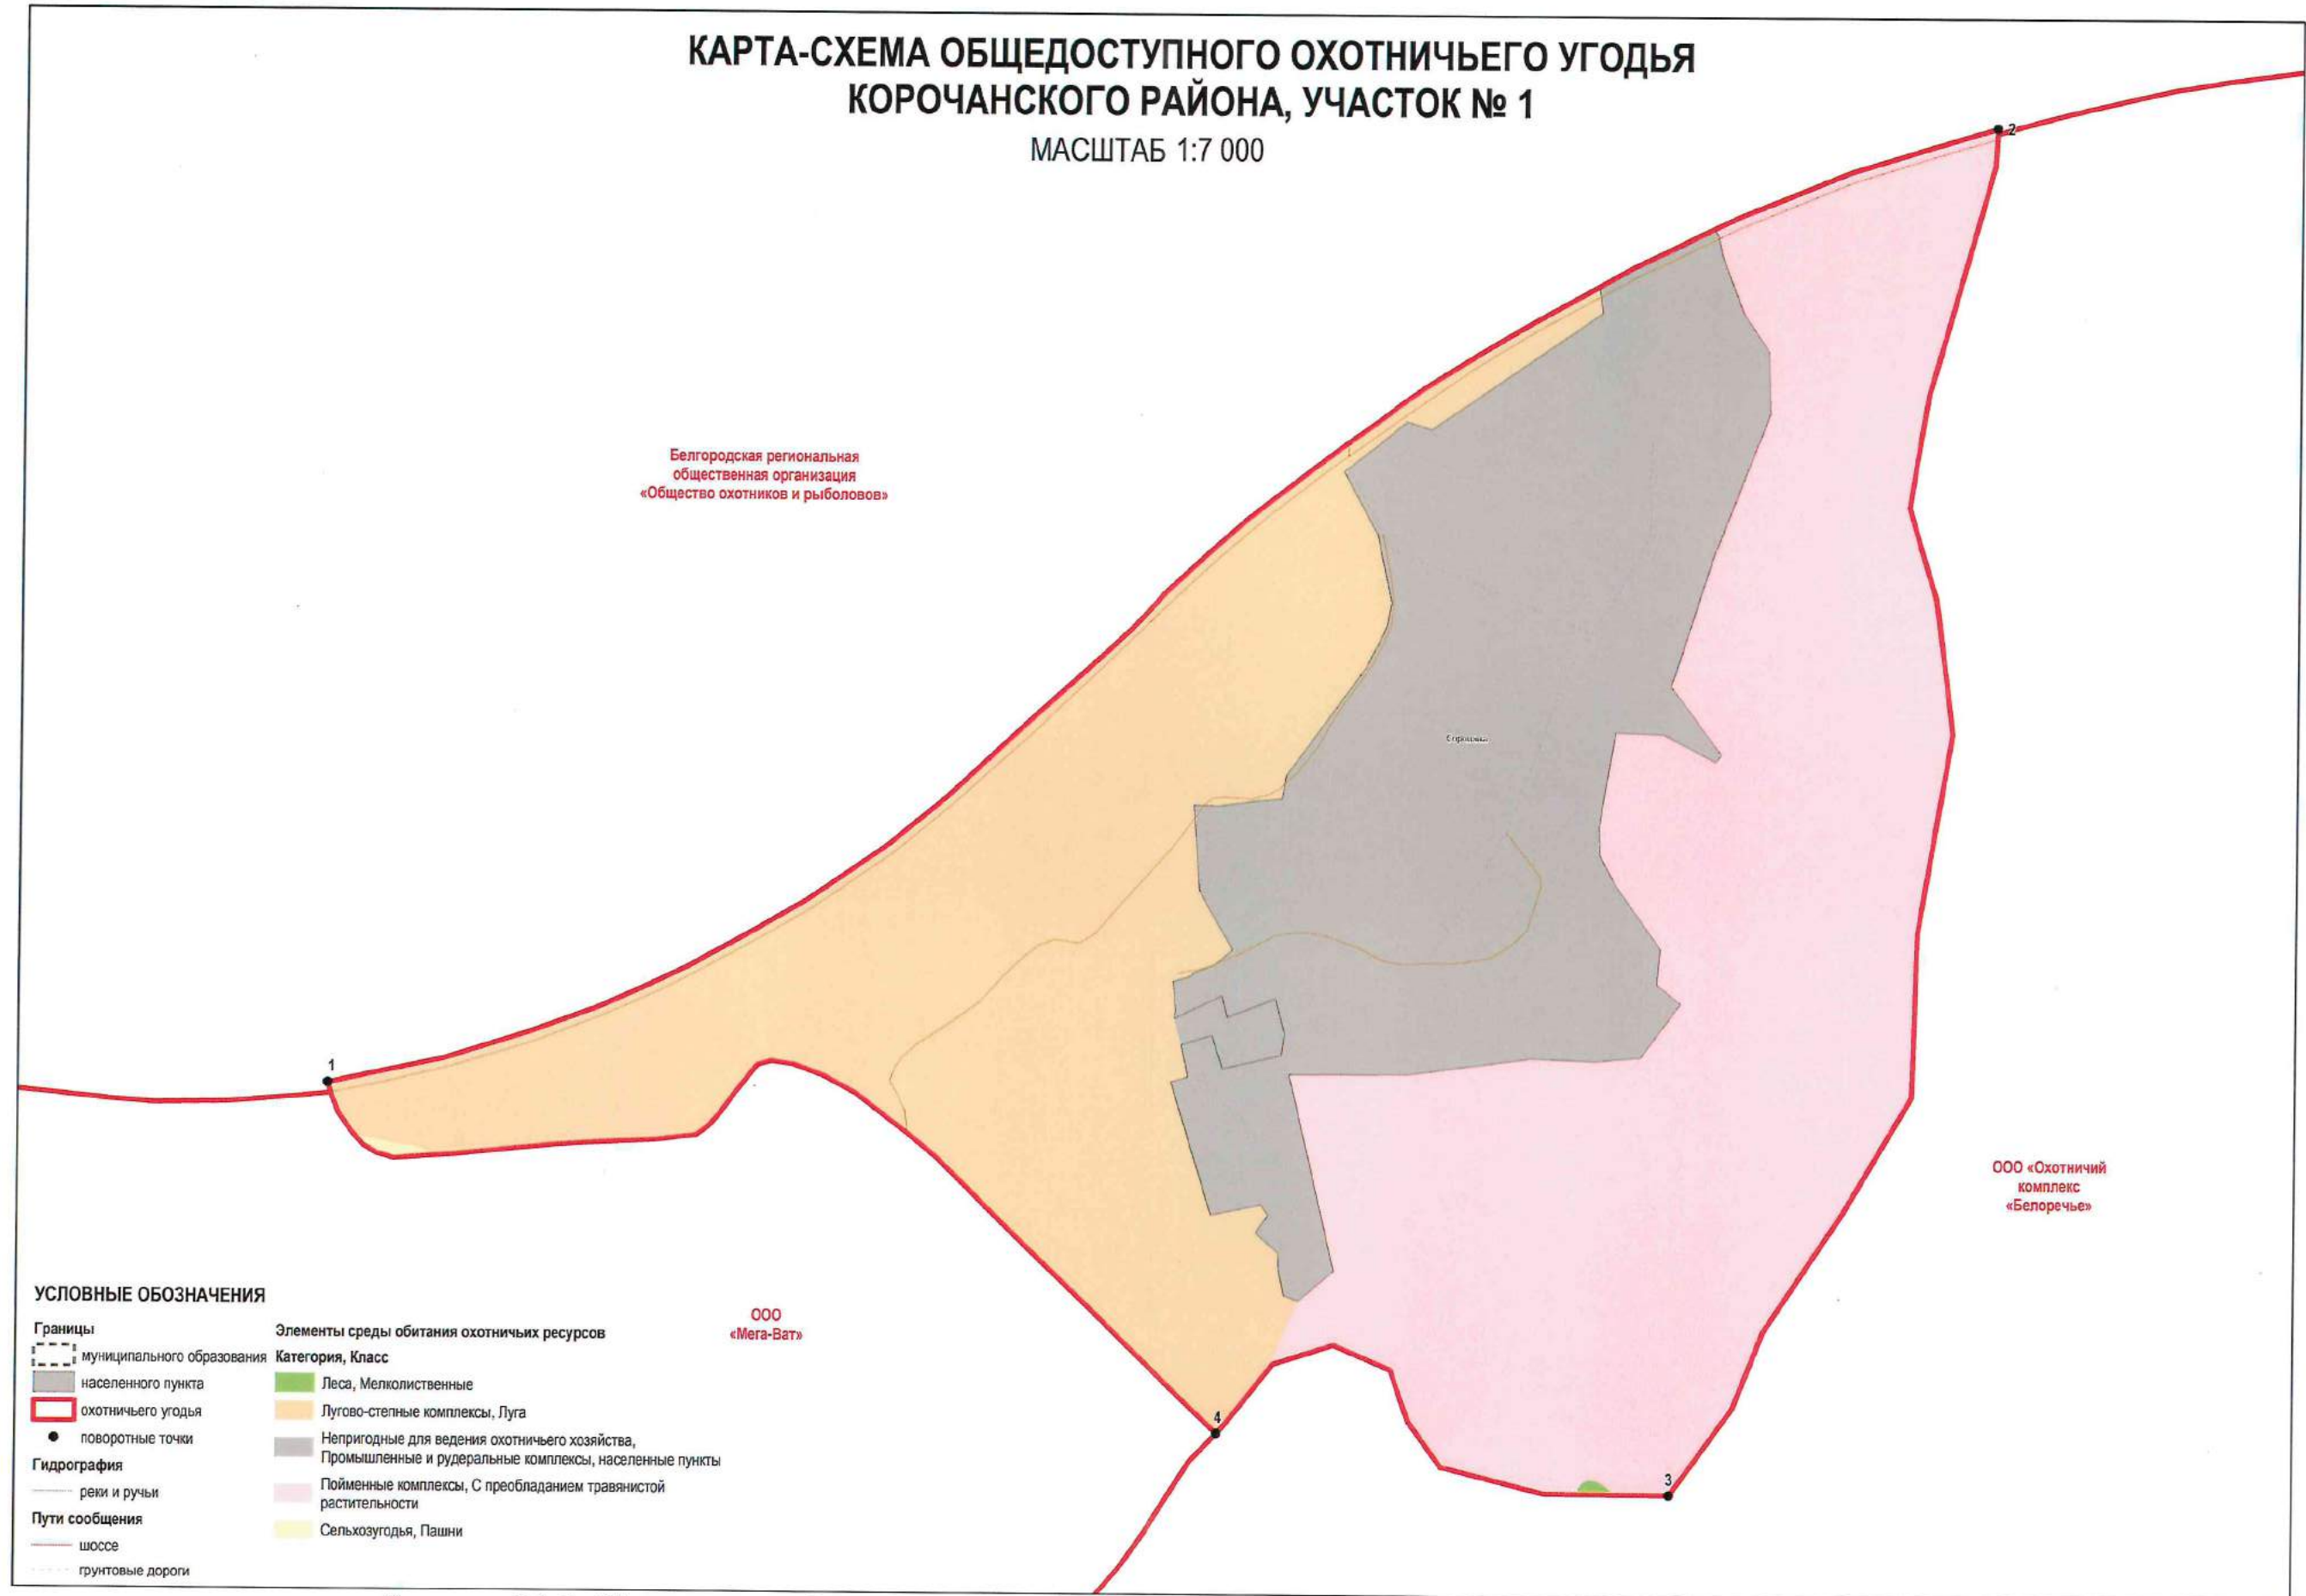 КАРТА-СХЕМА ОБЩЕДОСТУПНОГО ОХОТНИЧЬЕГО УГОДЬЯ
КОРОЧАНСКОГО РАЙОНА, УЧАСТОК № 1
МАСШТАБ 1:7 000
2
Белгородская региональная
общественная организация
«Общество охотников и рыболовов»
1
ООО «Охотничий
комплекс
«Белоречье»
ООО
«Мега-Ват»
4
3
УСЛОВНЫЕ ОБОЗНАЧЕНИЯ
Границы
муниципального образования
населенного пункта
охотничьего угодья
поворотные точки
Гидрография
реки и ручьи
Пути сообщения
шоссе
грунтовые дороги
Элементы среды обитания охотничьих ресурсов
Категория, Класс
Леса, Мелколиственные
Лугово-степные комплексы, Луга
Непригодные для ведения охотничьего хозяйства,
Промышленные и рудеральные комплексы, населенные пункты
Пойменные комплексы, С преобладанием травянистой
растительности
Сельхозугодья, Пашни